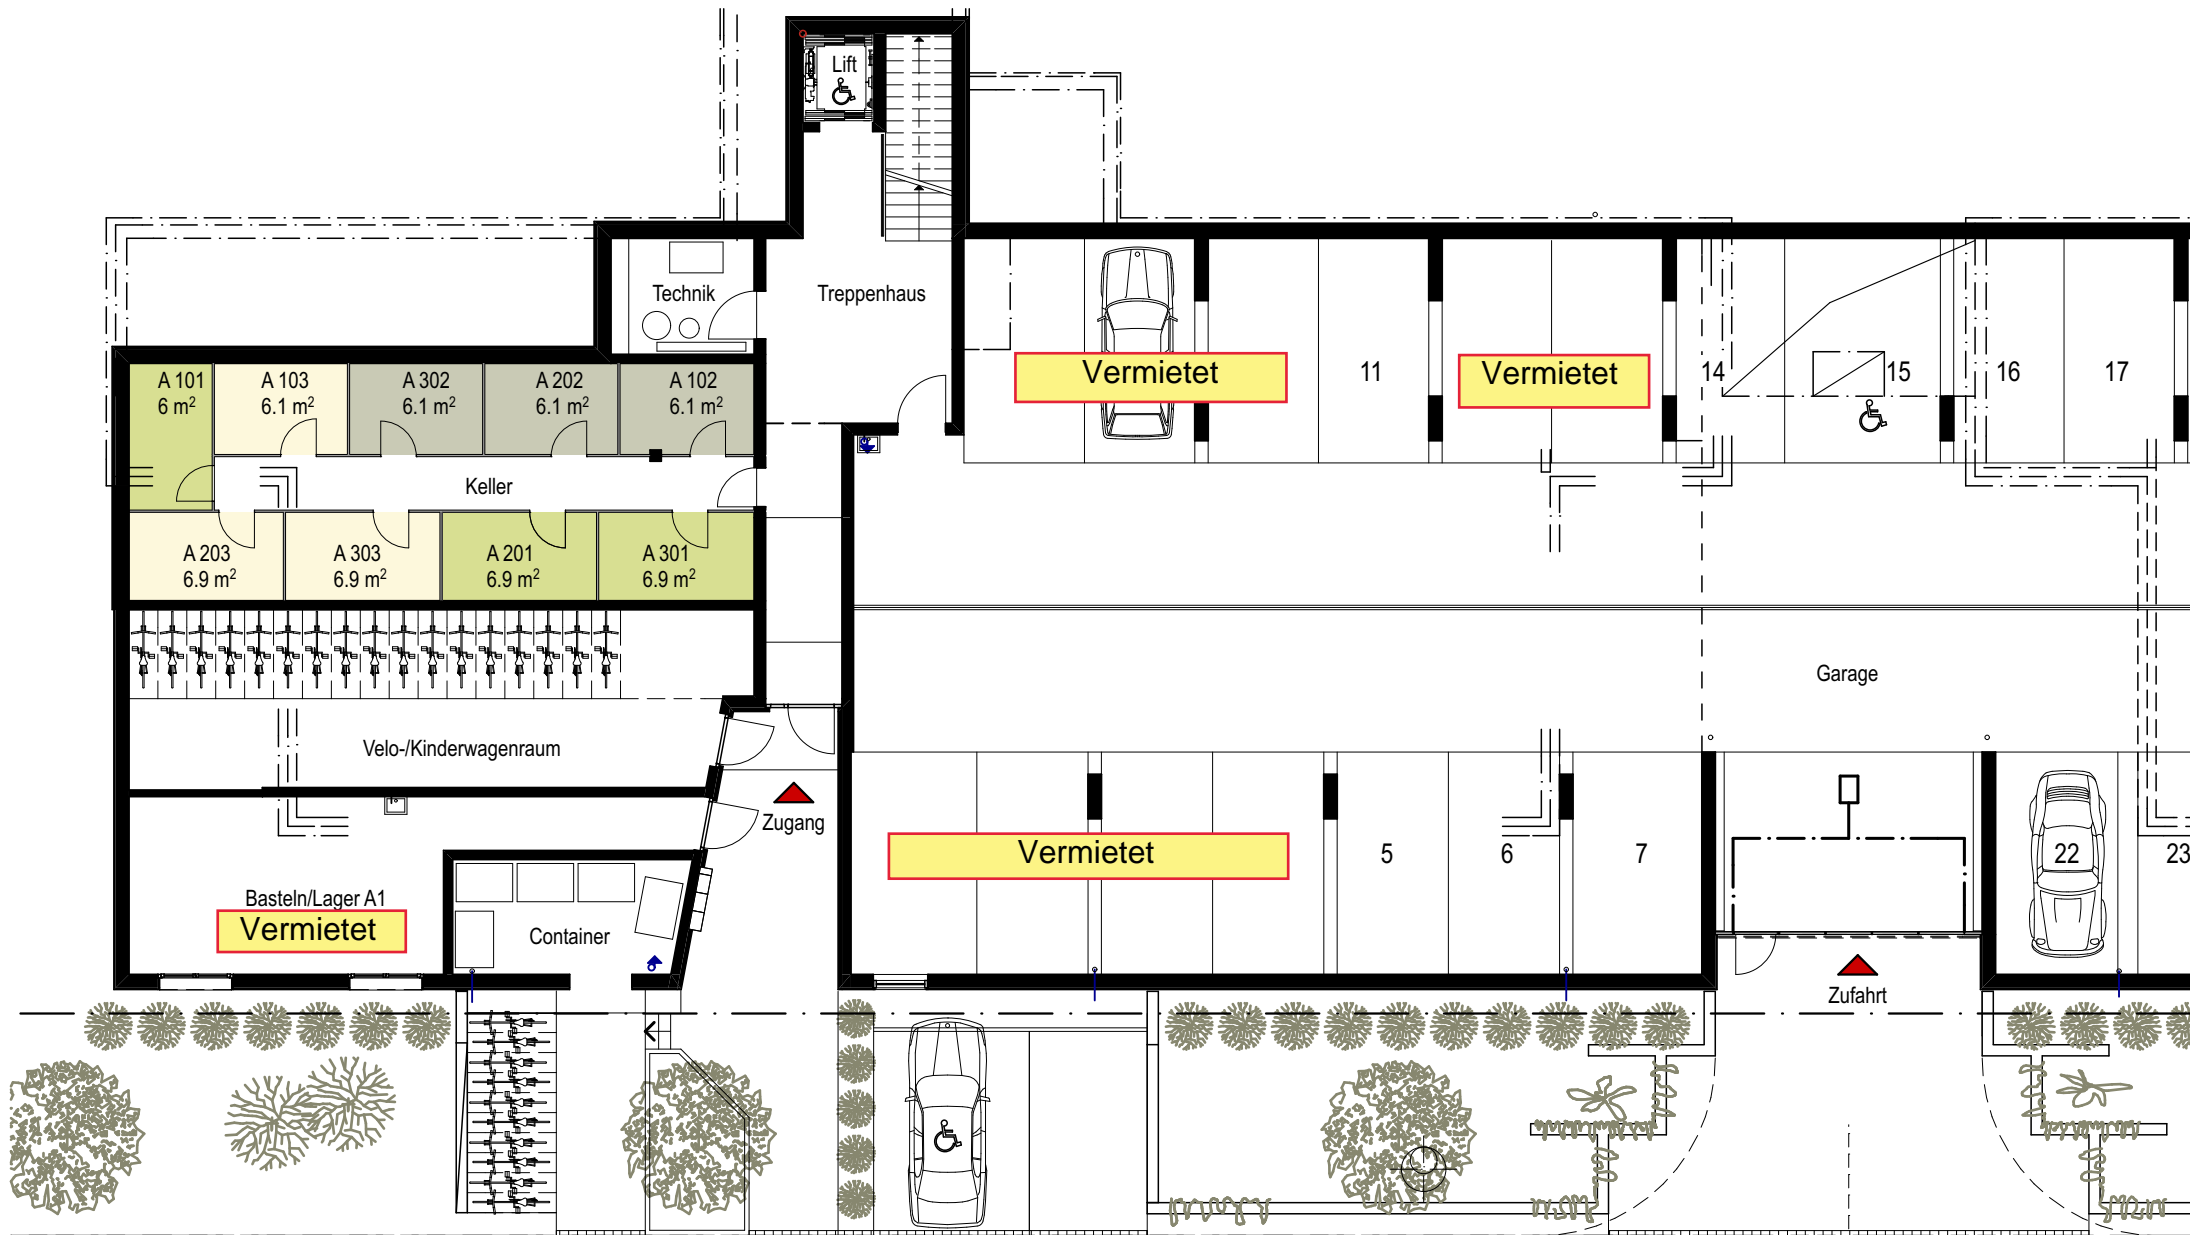 Lift
Technik
Treppenhaus
A 101
6 m²
A 103
6.1 m²
A 302
6.1 m²
A 202
6.1 m²
A 102
6.1 m²
Vermietet
11
Vermietet
14
15
16
17
Keller
A 203
6.9 m²
A 303
6.9 m²
A 201
6.9 m²
A 301
6.9 m²
Garage
Velo-/Kinderwagenraum
Zugang
Vermietet
5
6
7
22
23
Basteln/Lager A1
Vermietet
Container
Zufahrt